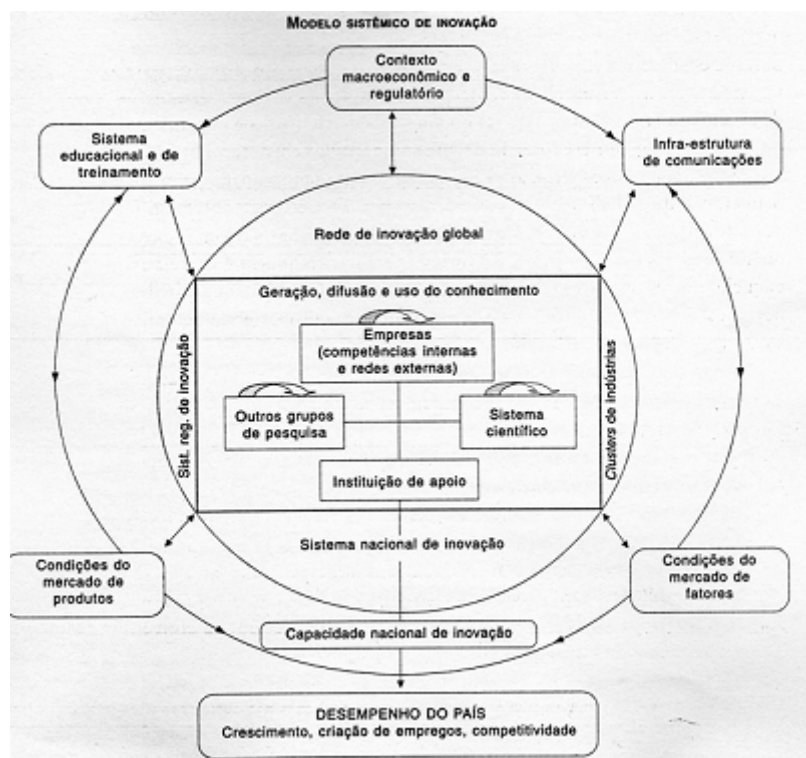 MODELO SISTÊMICO DE INOVAÇÃO
Contexto
macroeconômico e
regulatório
Sistema
educacional e de
treinamento
Infra-estrutura
de comunicações
Rede de inovação global
Geração, difusão e uso do conhecimento
Empresas
(competências internas
e redes externas)
Sist. reg. de inovação
Clusters de indústrias
Outros grupos
de pesquisa
Sistema
científico
Instituição de apoio
Sistema nacional de inovação
Condições do
mercado de
produtos
Condições do
mercado de
fatores
Capacidade nacional de inovação
DESEMPENHO DO PAÍS
Crescimento, criação de empregos, competitividade